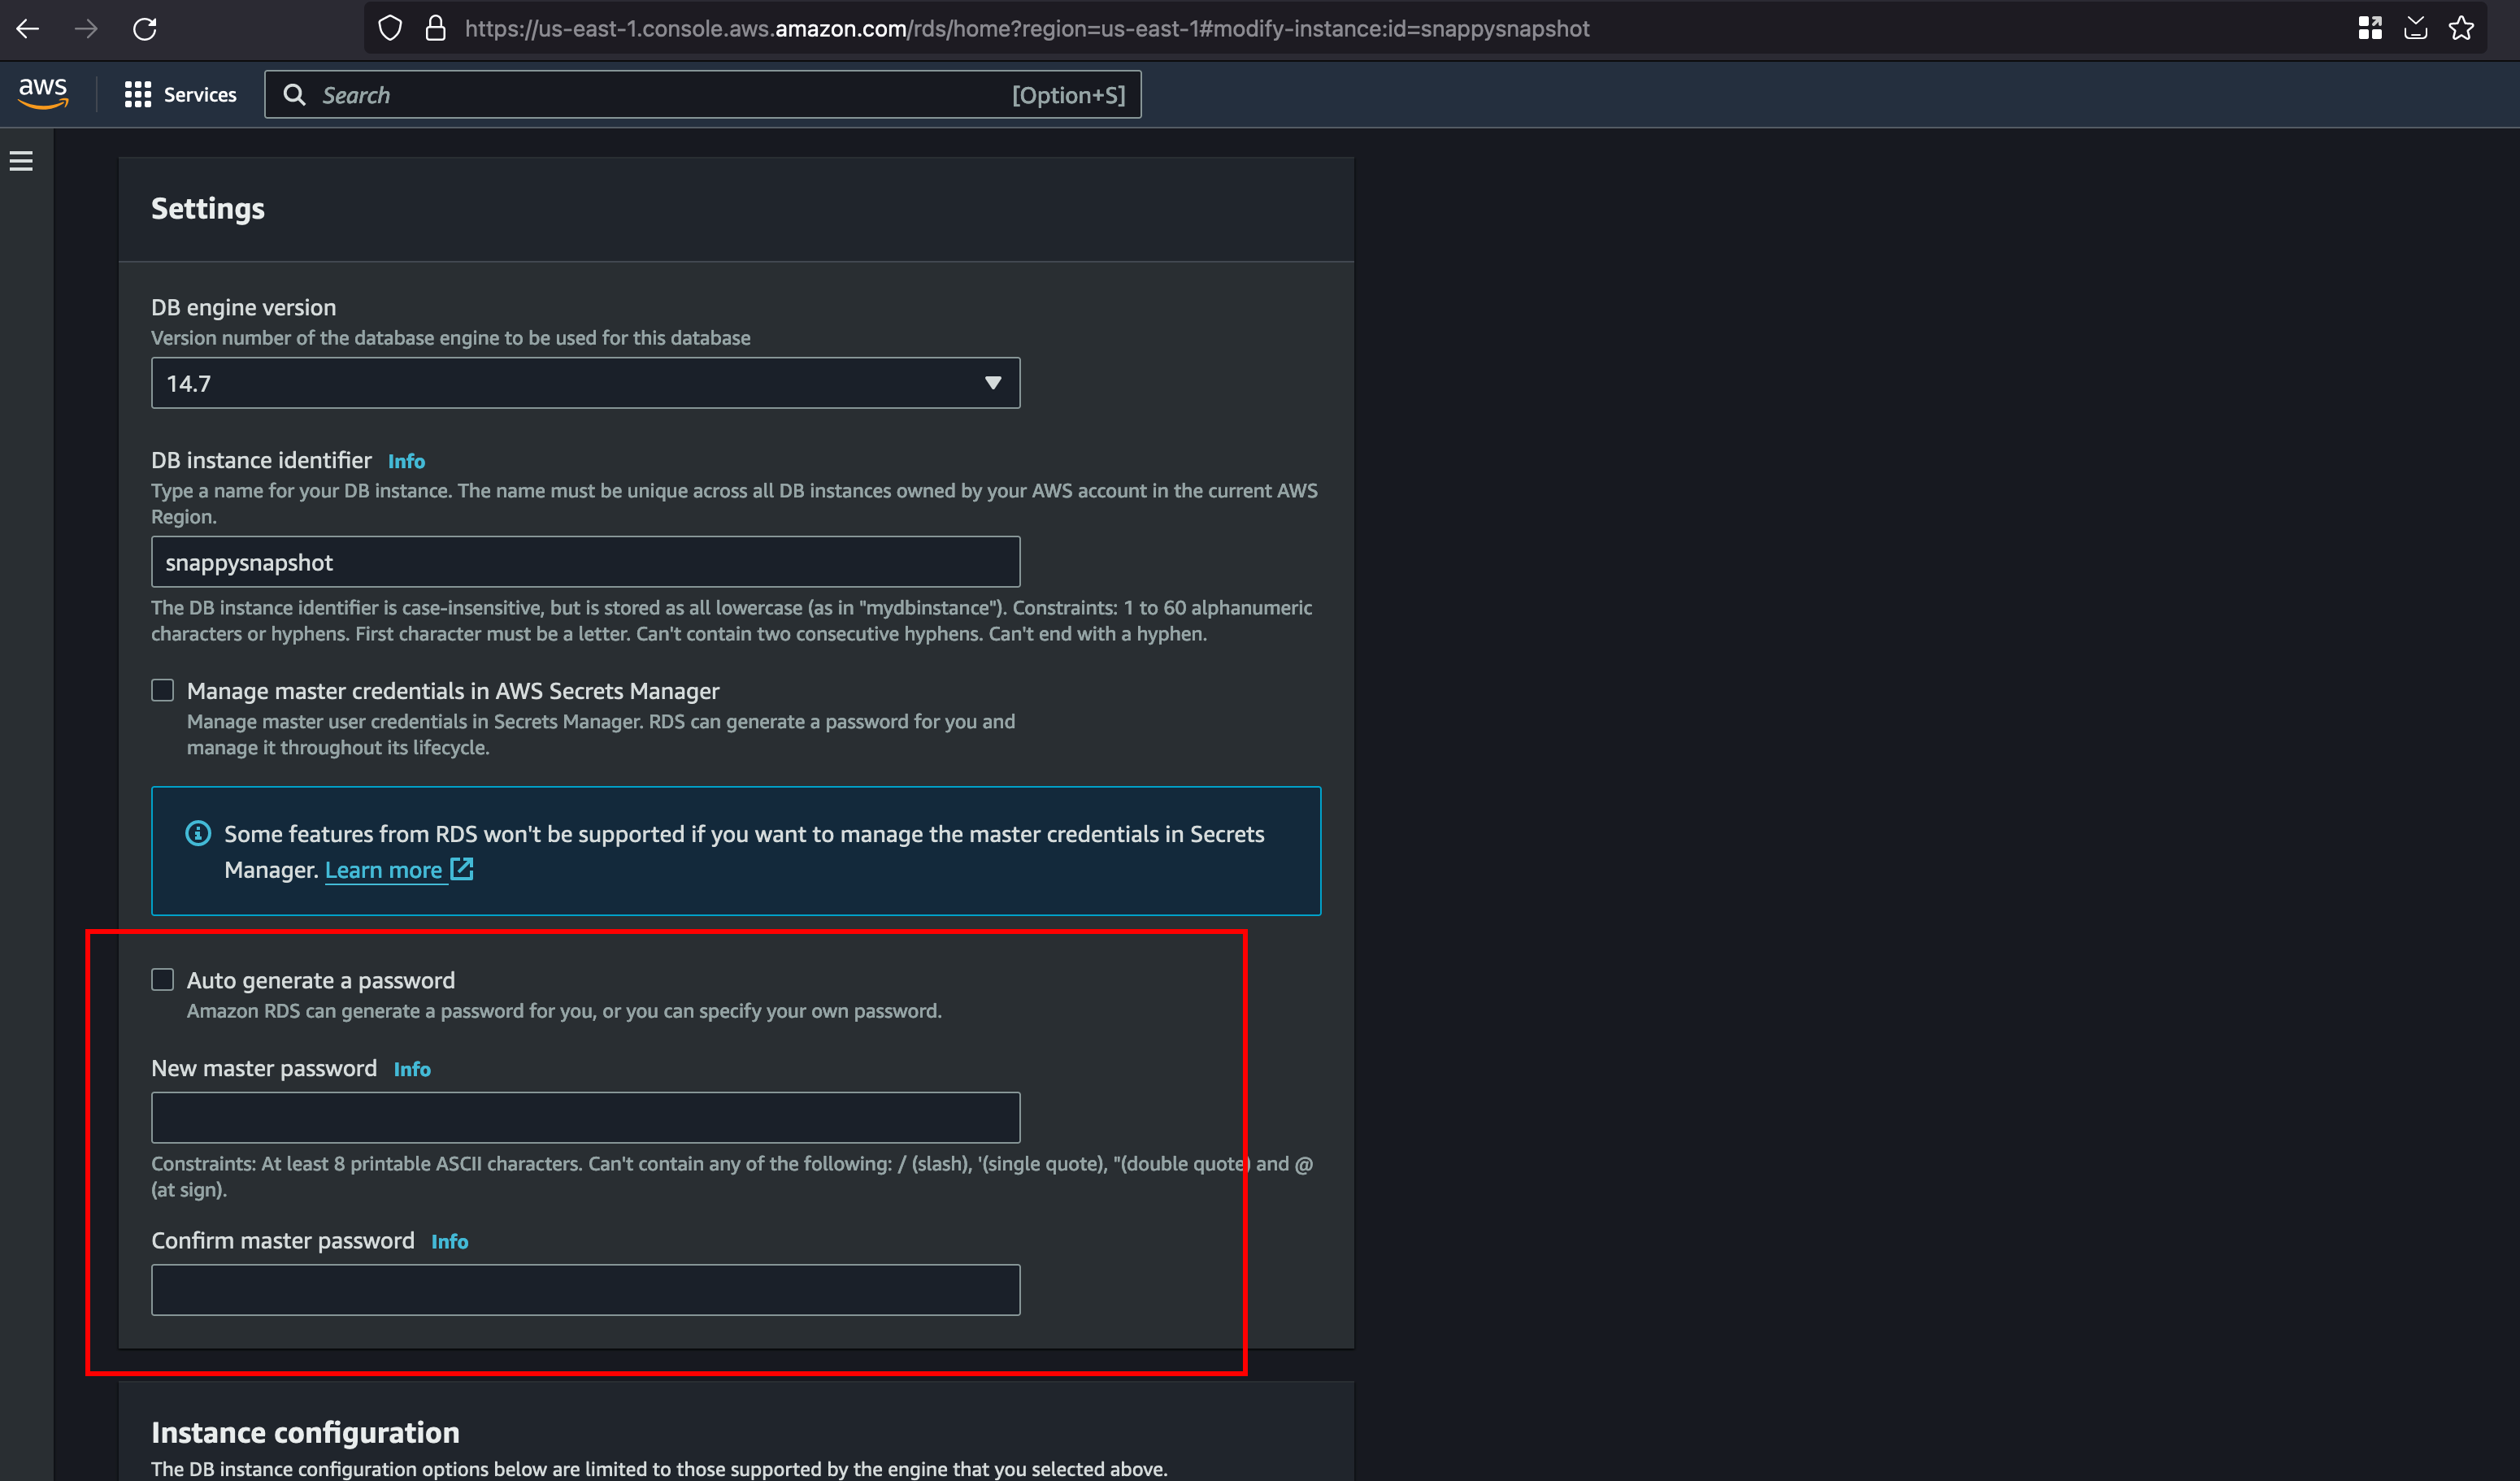 https://us-east-1.console.aws.amazon.com/rds/home?region=us-east-1#modify-instance:id=snappysnapshot
aws
Services
Search
[Option+S]
Settings
DB engine version
Version number of the database engine to be used for this database
14.7
DB instance identifier Info
Type a name for your DB instance. The name must be unique across all DB instances owned by your AWS account in the current AWS
Region.
snappysnapshot
The DB instance identifier is case-insensitive, but is stored as all lowercase (as in "mydbinstance"). Constraints: 1 to 60 alphanumeric
characters or hyphens. First character must be a letter. Can't contain two consecutive hyphens. Can't end with a hyphen.
Manage master credentials in AWS Secrets Manager
Manage master user credentials in Secrets Manager. RDS can generate a password for you and
manage it throughout its lifecycle.
Some features from RDS won't be supported if you want to manage the master credentials in Secrets
Manager. Learn more
Auto generate a password
Amazon RDS can generate a password for you, or you can specify your own password.
New master password Info
Constraints: At least 8 printable ASCII characters. Can't contain any of the following: / (slash), '(single quote), "(double quote) and @
(at sign).
Confirm master password Info
Instance configuration
The DB instance configuration options below are limited to those supported by the engine that you selected above.